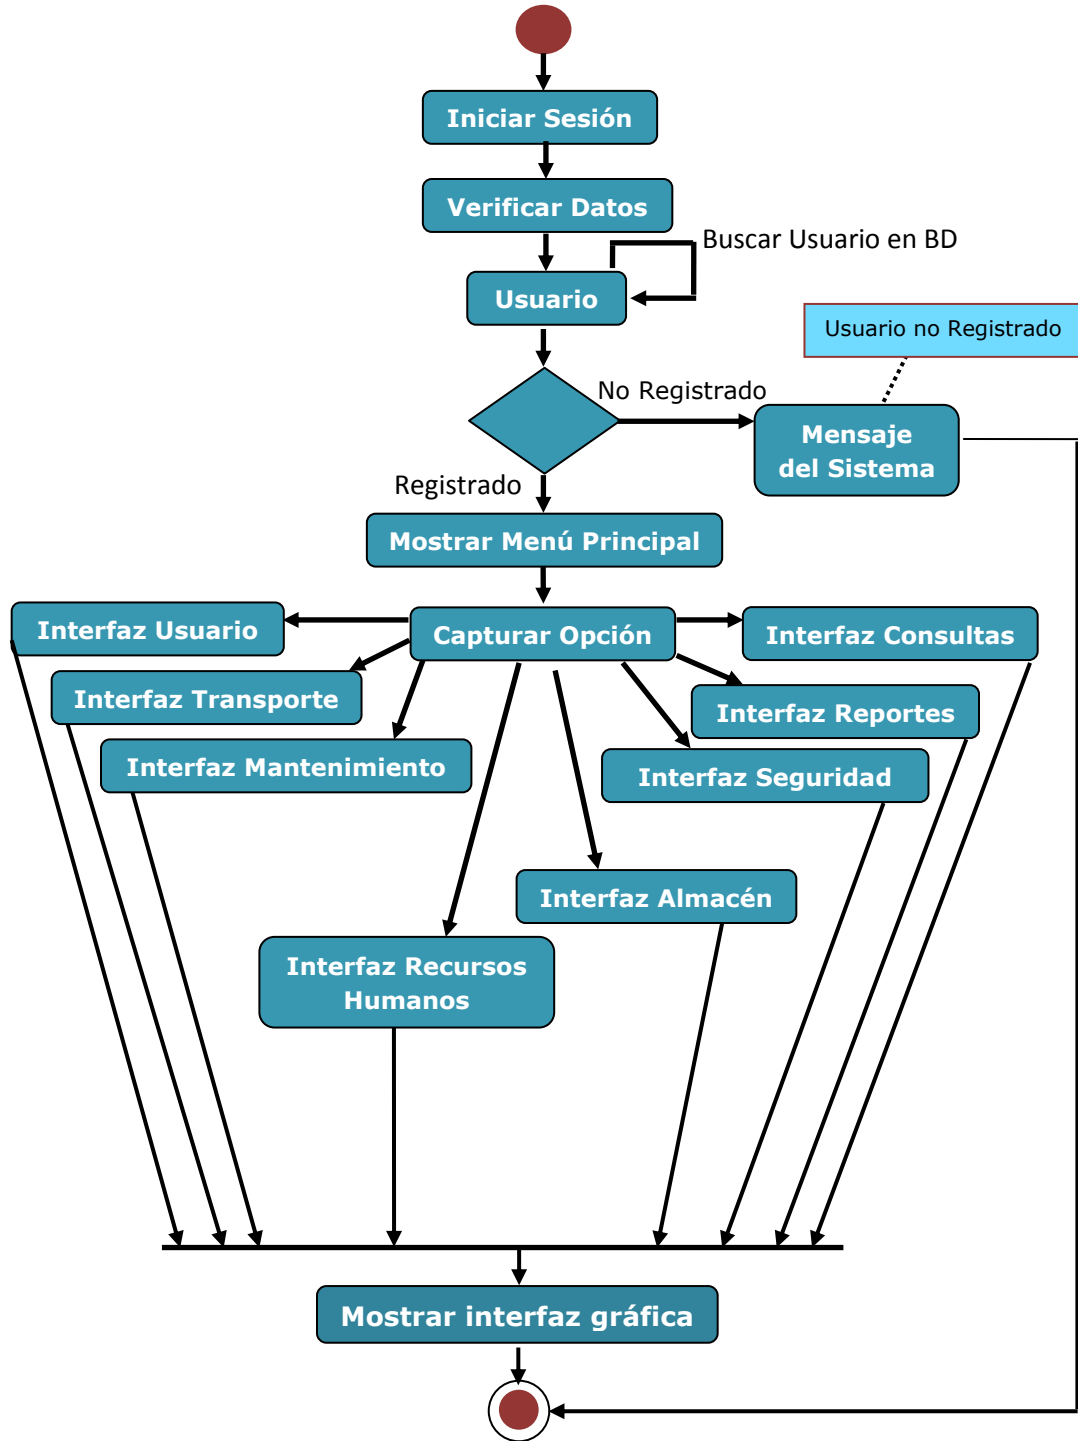 Iniciar Sesión
Verificar Datos
Buscar Usuario en BD
Usuario
Usuario no Registrado
No Registrado
Mensaje
del Sistema
Registrado
Mostrar Menú Principal
Interfaz Usuario
Capturar Opción
Interfaz Consultas
Interfaz Transporte
Interfaz Reportes
Interfaz Mantenimiento
Interfaz Seguridad
Interfaz Almacén
Interfaz Recursos
Humanos
Mostrar interfaz gráfica